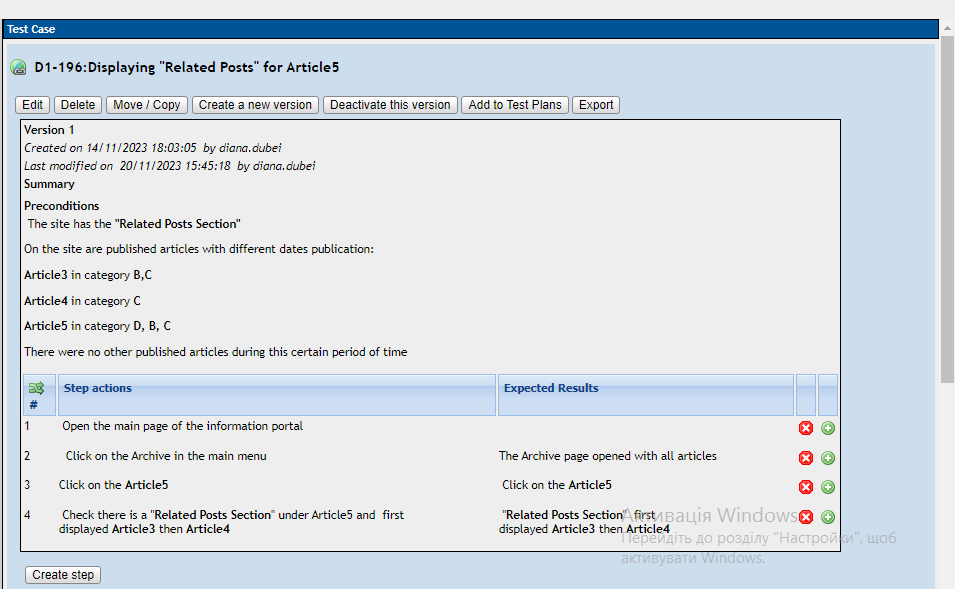 Test Case
D1-196:Displaying "Related Posts" for Article5
Edit Delete Move / Copy Create a new version Deactivate this version Add to Test Plans Export
Version 1
Created on 14/11/2023 18:03:05 by diana.dubei
Last modified on 20/11/2023 15:45:18 by diana.dubei
Summary
Preconditions
The site has the "Related Posts Section"
On the site are published articles with different dates publication:
Article3 in category B,C
Article4 in category C
Article5 in category D, B, C
There were no other published articles during this certain period of time
# Step actions Expected Results
1 Open the main page of the information portal
2 Click on the Archive in the main menu The Archive page opened with all articles
3 Click on the Article5 Click on the Article5
4 Check there is a "Related Posts Section" under Article5 and first "Related Posts Section" first
displayed Article3 then Article4 displayed Article3 then Article4
Активація Windows
Перейдіть до розділу "Настройки", щоб
активувати Windows.
Create step